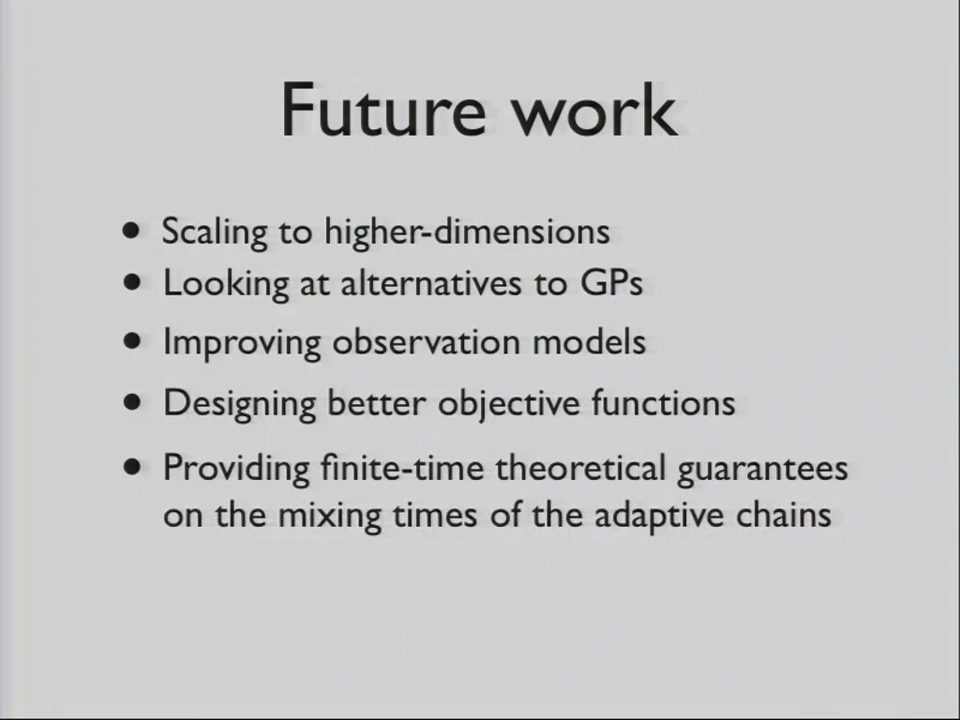 Future work
• Scaling to higher-dimensions
• Looking at alternatives to GPs
• Improving observation models
• Designing better objective functions
• Providing finite-time theoretical guarantees
on the mixing times of the adaptive chains